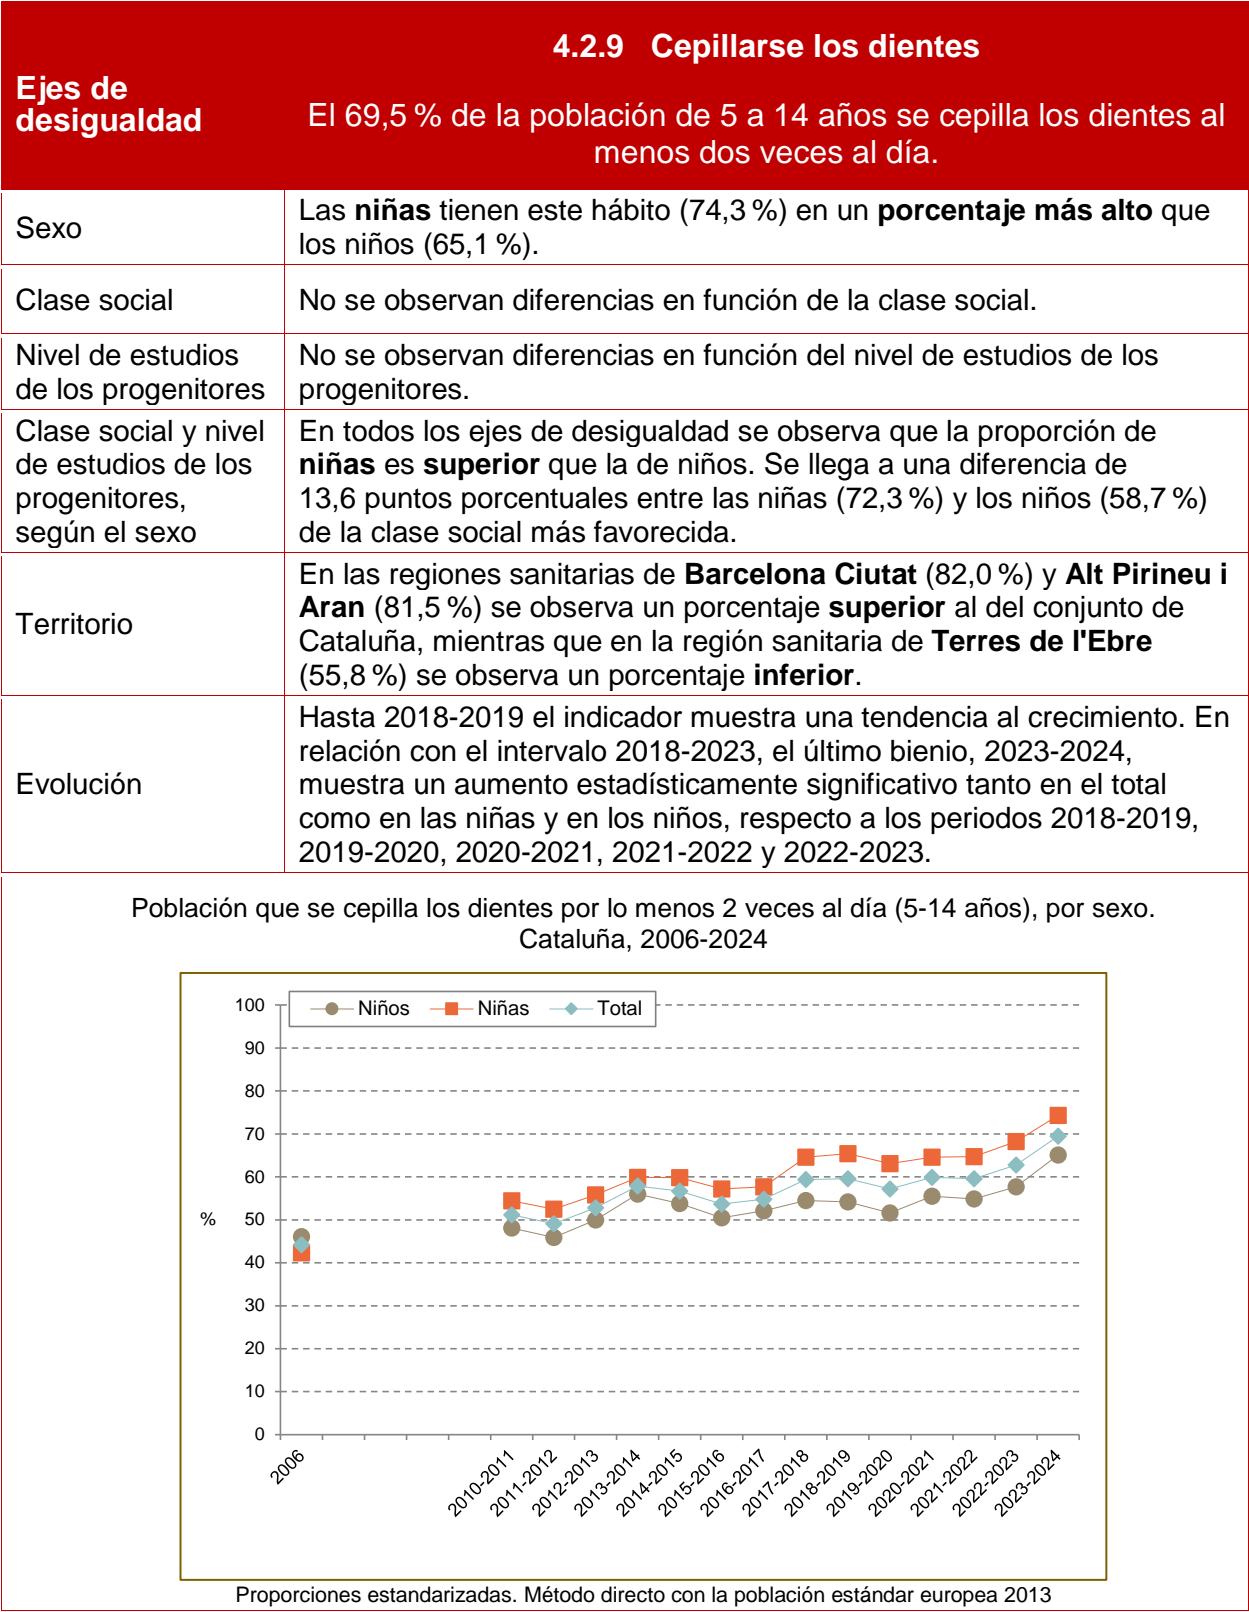 4.2.9 Cepillarse los dientes
Ejes de
desigualdad
El 69,5 % de la población de 5 a 14 años se cepilla los dientes al
menos dos veces al día.
Sexo
Las niñas tienen este hábito (74,3 %) en un porcentaje más alto que
los niños (65,1 %).
Clase social
No se observan diferencias en función de la clase social.
Nivel de estudios
de los progenitores
No se observan diferencias en función del nivel de estudios de los
progenitores.
Clase social y nivel
de estudios de los
progenitores,
según el sexo
En todos los ejes de desigualdad se observa que la proporción de
niñas es superior que la de niños. Se llega a una diferencia de
13,6 puntos porcentuales entre las niñas (72,3 %) y los niños (58,7 %)
de la clase social más favorecida.
Territorio
En las regiones sanitarias de Barcelona Ciutat (82,0 %) y Alt Pirineu i
Aran (81,5 %) se observa un porcentaje superior al del conjunto de
Cataluña, mientras que en la región sanitaria de Terres de l'Ebre
(55,8 %) se observa un porcentaje inferior.
Evolución
Hasta 2018-2019 el indicador muestra una tendencia al crecimiento. En
relación con el intervalo 2018-2023, el último bienio, 2023-2024,
muestra un aumento estadísticamente significativo tanto en el total
como en las niñas y en los niños, respecto a los periodos 2018-2019,
2019-2020, 2020-2021, 2021-2022 y 2022-2023.
Población que se cepilla los dientes por lo menos 2 veces al día (5-14 años), por sexo.
Cataluña, 2006-2024
Niños Niñas Total
100
90
80
70
60
50
40
30
20
10
0
%
2006
2010-2011
2011-2012
2012-2013
2013-2014
2014-2015
2015-2016
2016-2017
2017-2018
2018-2019
2019-2020
2020-2021
2021-2022
2022-2023
2023-2024
Proporciones estandarizadas. Método directo con la población estándar europea 2013